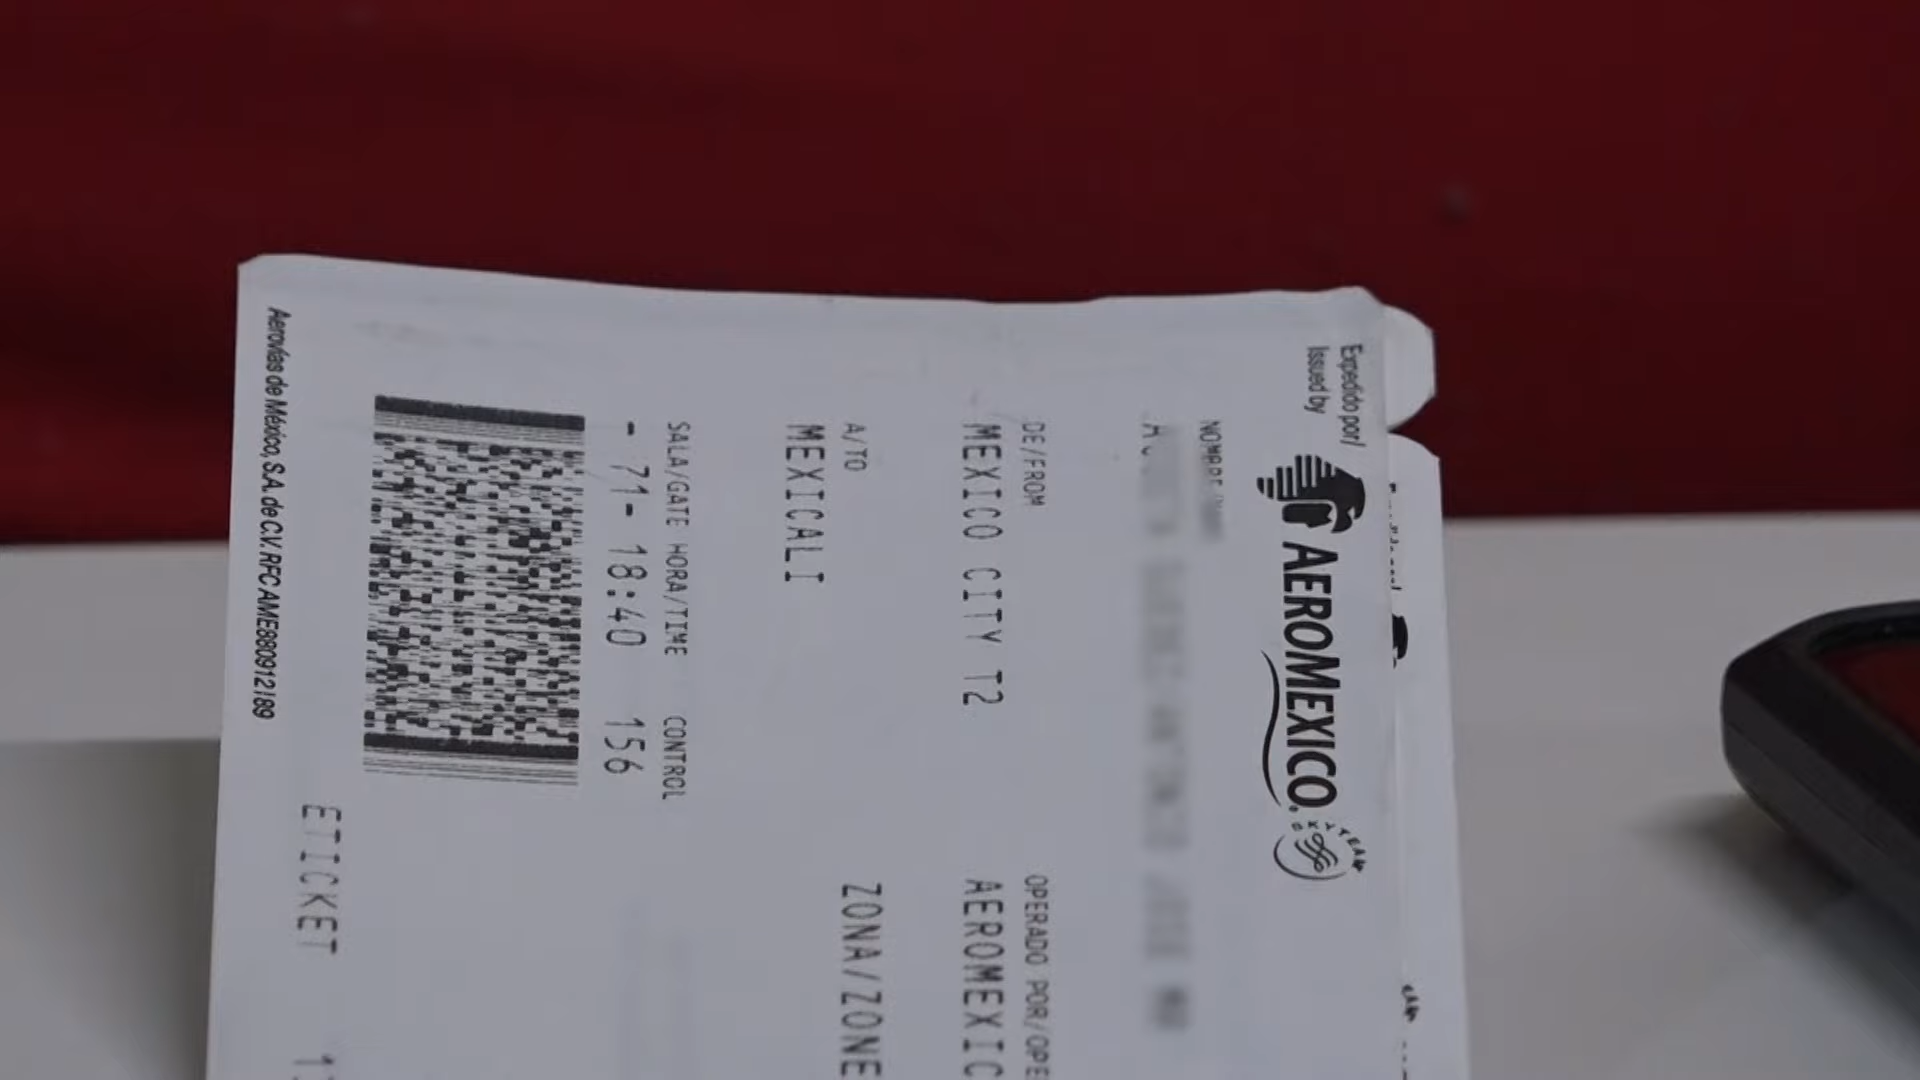 Expedido por/
Issued by
AEROMEXICO.
SKYTEAM
NOMBRE
DE/FROM
MEXICO CITY T2
OPERADO POR/OPE
AEROMEXIC
A/TO
MEXICALI
ZONA/ZONE
SALA/GATE HORA/TIME CONTROL
- 71- 18:40 156
ETICKET
Aerovías de México, S.A. de C.V. RFC AME880912I89